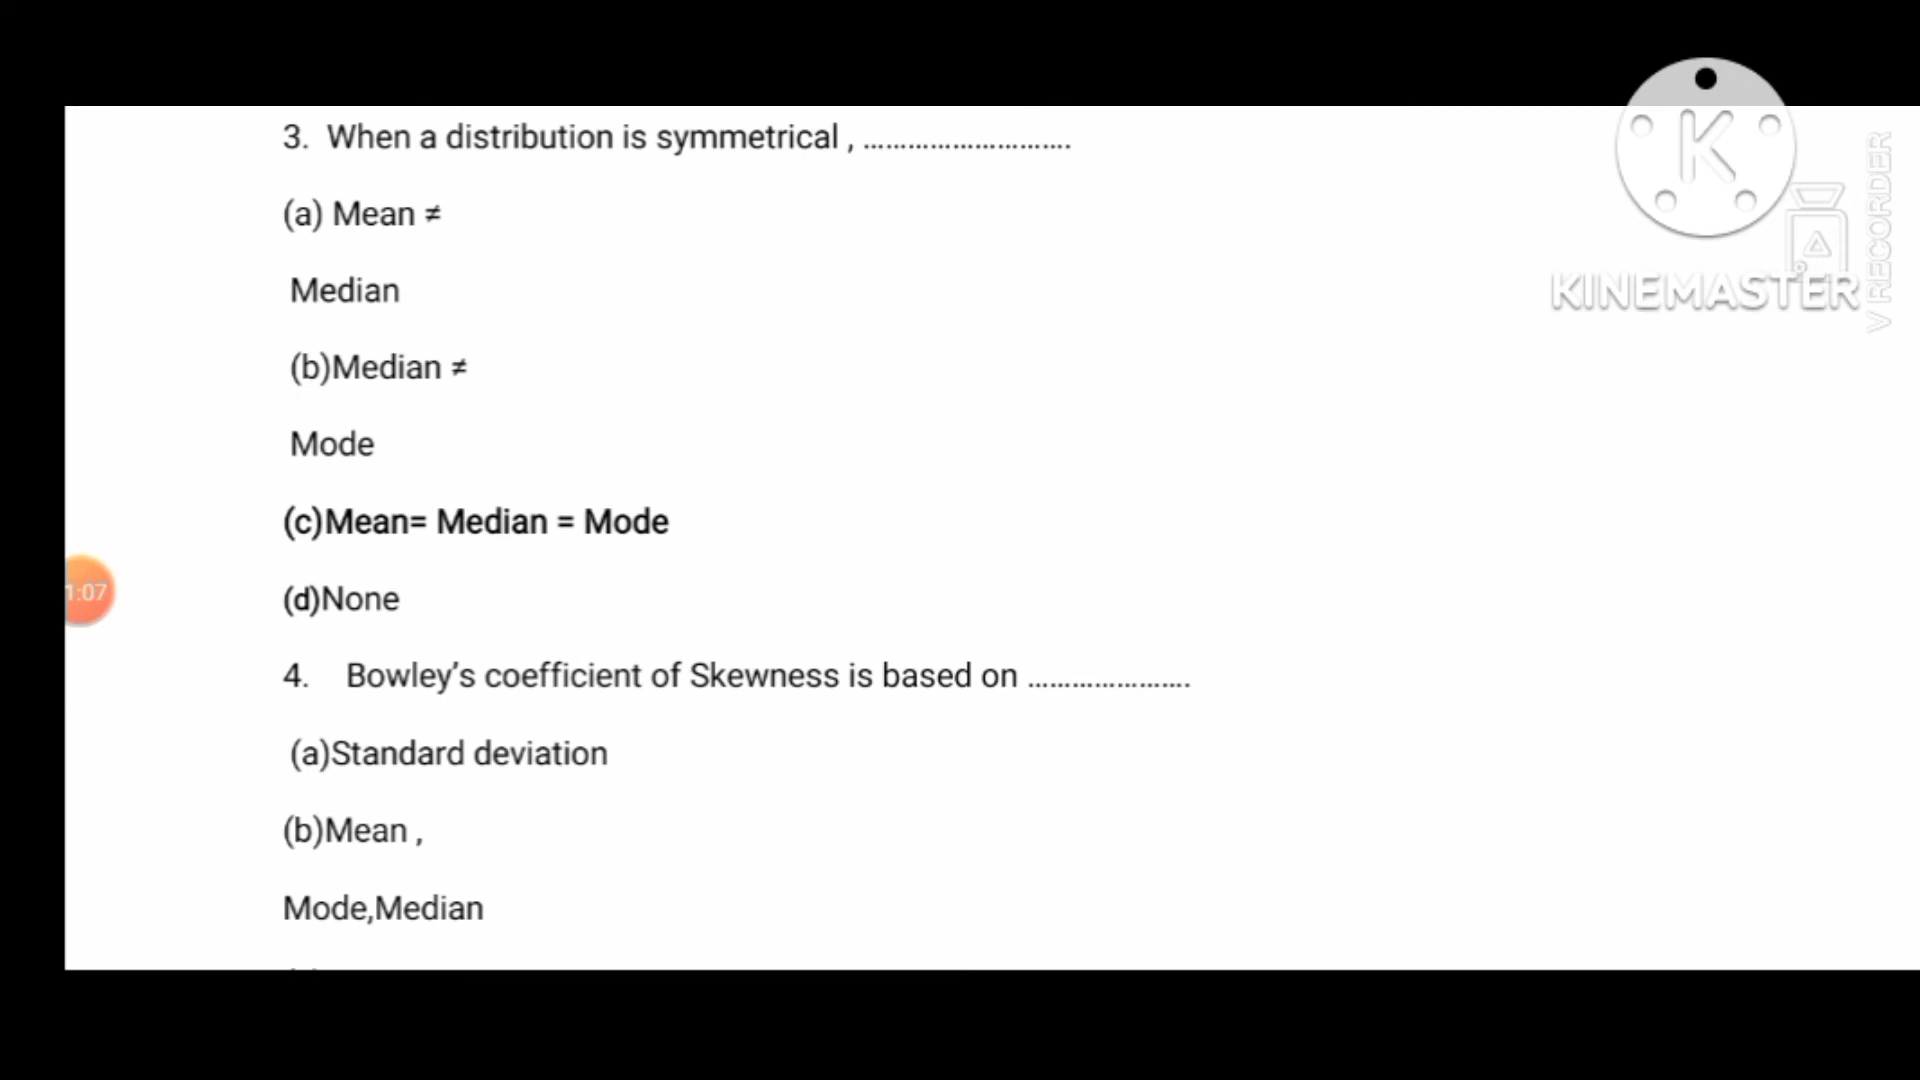 3. When a distribution is symmetrical , ............................
(a) Mean ≠
Median
(b)Median ≠
Mode
(c)Mean= Median = Mode
(d)None
4. Bowley’s coefficient of Skewness is based on ......................
(a)Standard deviation
(b)Mean ,
Mode,Median
1:07
K
KINEMASTER
V RECORDER